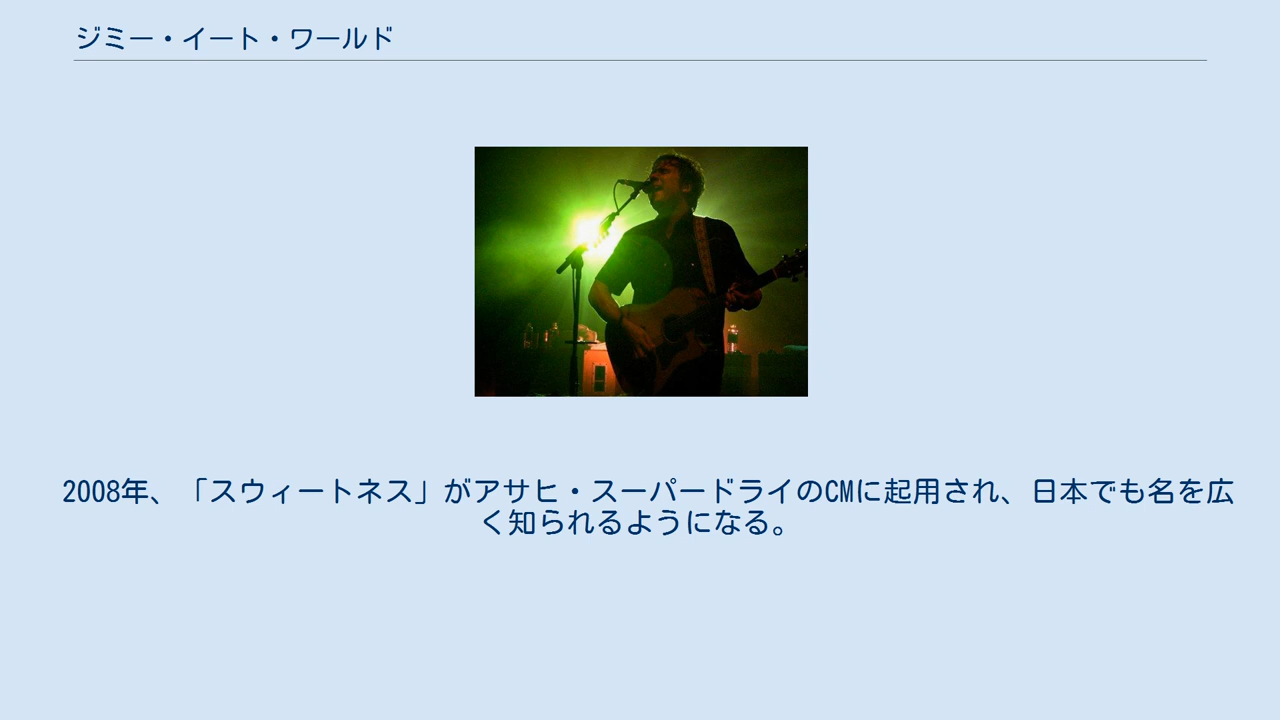 ジミー・イート・ワールド
2008年、「スウィートネス」がアサヒ・スーパードライのCMに起用され、日本でも名を広
く知られるようになる。